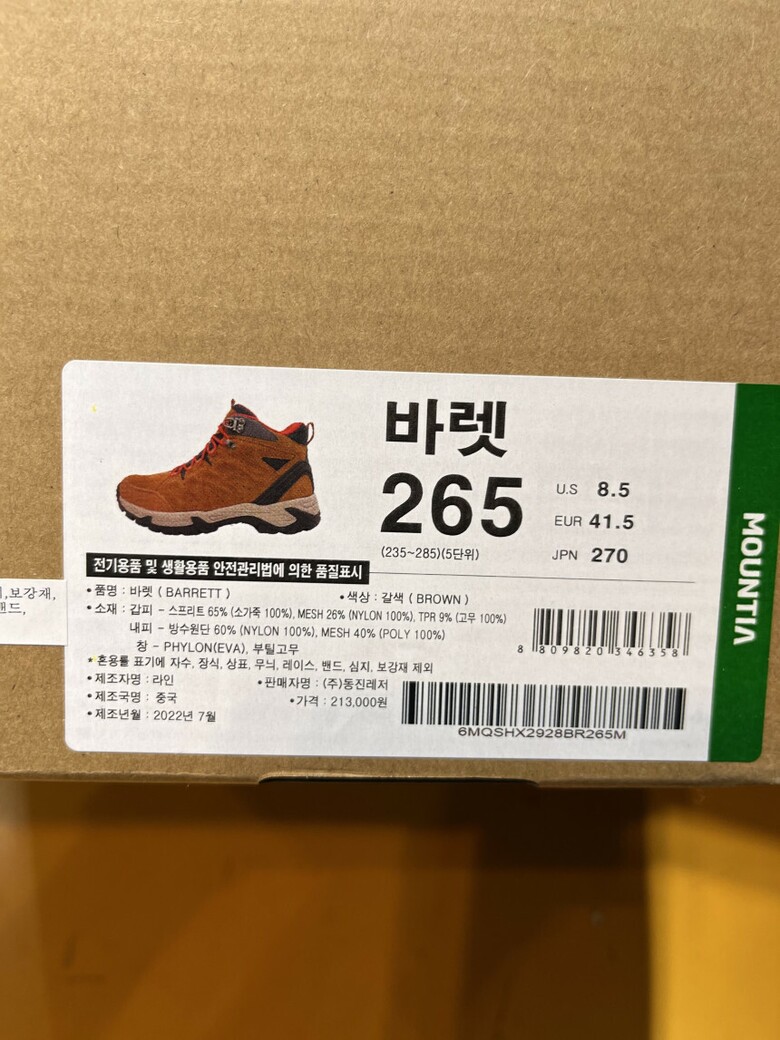 바렛
265
U.S 8.5
EUR 41.5
JPN 270
(235~285)(5단위)
전기용품 및 생활용품 안전관리법에 의한 품질표시
•품명 : 바렛 ( BARRETT ) •색상 : 갈색 ( BROWN )
•소재 : 갑피 - 스프리트 65% (소가죽 100%), MESH 26% (NYLON 100%), TPR 9% (고무 100%)
내피 - 방수원단 60% (NYLON 100%), MESH 40% (POLY 100%)
창 - PHYLON(EVA), 부틸고무
*혼용률 표기에 자수, 장식, 상표, 무늬, 레이스, 밴드, 심지, 보강재 제외
•제조자명 : 라인 •판매자명 : (주)동진레저
•제조국명 : 중국 •가격 : 213,000원
•제조년월 : 2022년 7월
8 809820 346358
6MQSHX2928BR265M
MOUNTIA
,보강재,
밴드,